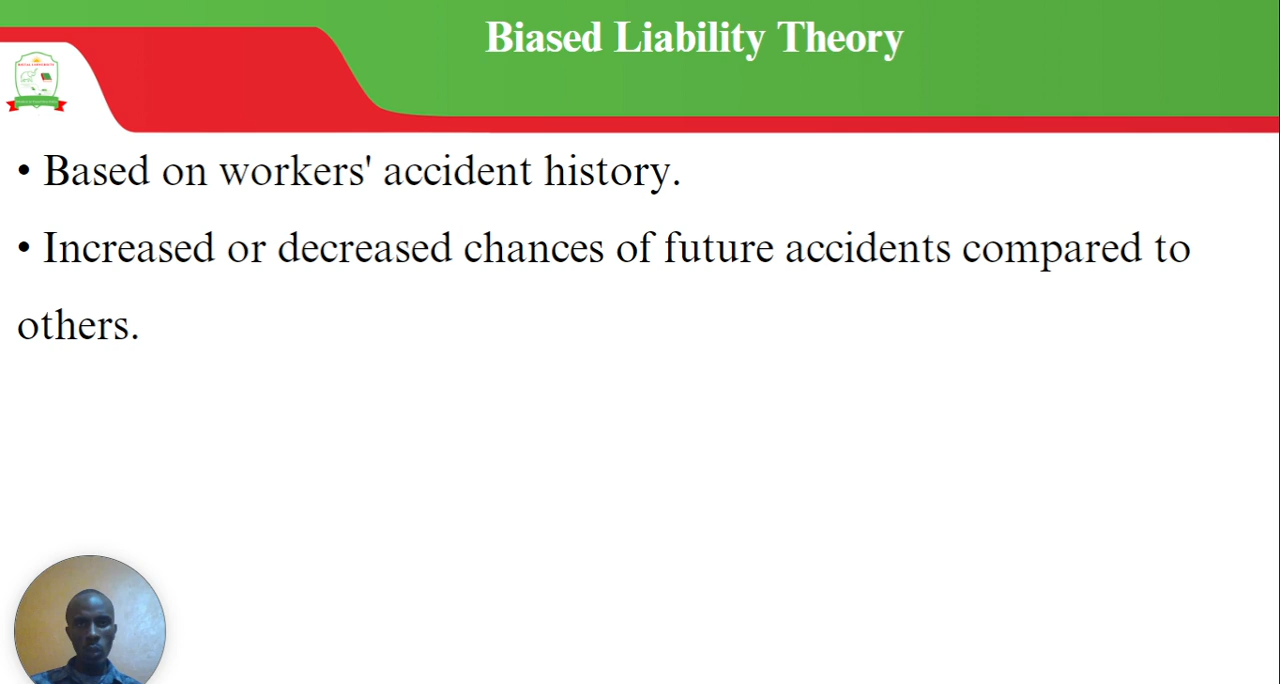 Biased Liability Theory
• Based on workers' accident history.
• Increased or decreased chances of future accidents compared to
others.